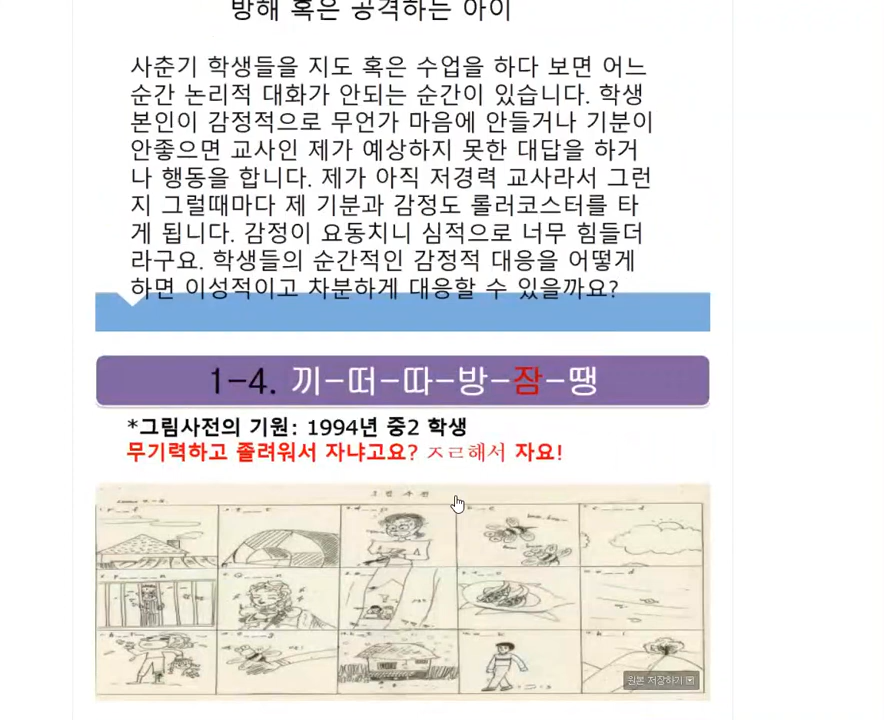 방해 혹은 공격하는 아이
사춘기 학생들을 지도 혹은 수업을 하다 보면 어느
순간 논리적 대화가 안되는 순간이 있습니다. 학생
본인이 감정적으로 무언가 마음에 안들거나 기분이
안좋으면 교사인 제가 예상하지 못한 대답을 하거
나 행동을 합니다. 제가 아직 저경력 교사라서 그런
지 그럴때마다 제 기분과 감정도 롤러코스터를 타
게 됩니다. 감정이 요동치니 심적으로 너무 힘들더
라구요. 학생들의 순간적인 감정적 대응을 어떻게
하면 이성적이고 차분하게 대응할 수 있을까요?
1-4. 끼-떠-따-방-잠-땡
*그림사전의 기원: 1994년 중2 학생
무기력하고 졸려워서 자냐고요? ㅈㄹ해서 자요!
그림사전
원본 저장하기